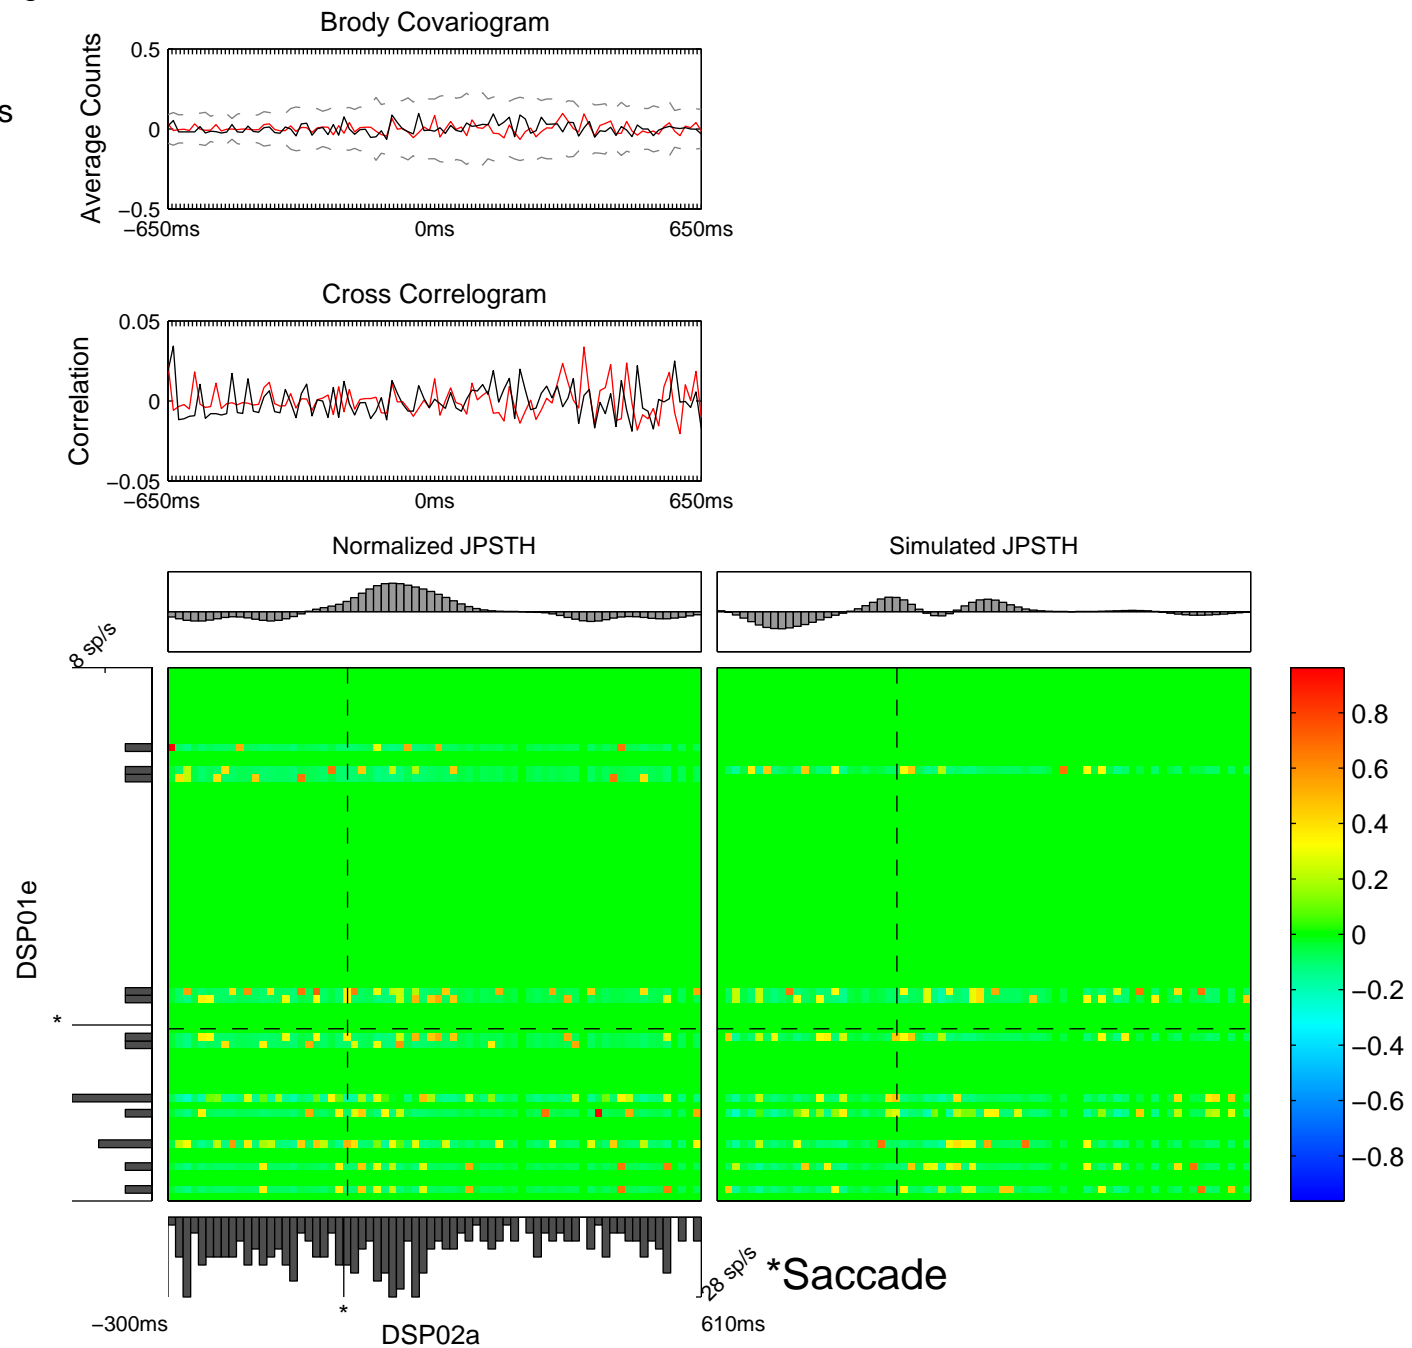 g
Brody Covariogram
s
Average Counts
0.5
0
−0.5
−650ms
0ms
650ms
Cross Correlogram
Correlation
0.05
0
−0.05
−650ms
0ms
650ms
Normalized JPSTH
Simulated JPSTH
8 sp/s
DSP01e
*
0.8
0.6
0.4
0.2
0
−0.2
−0.4
−0.6
−0.8
28 sp/s
*Saccade
*
−300ms
DSP02a
610ms